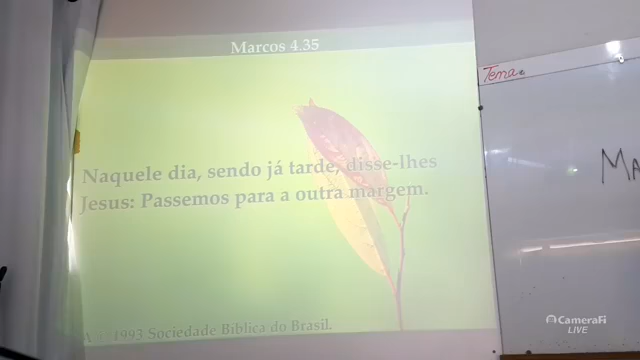 Marcos 4.35
Naquele dia, sendo já tarde, disse-lhes
Jesus: Passemos para a outra margem.
1993 Sociedade Bíblica do Brasil.
Tema
MA
CameraFi
LIVE